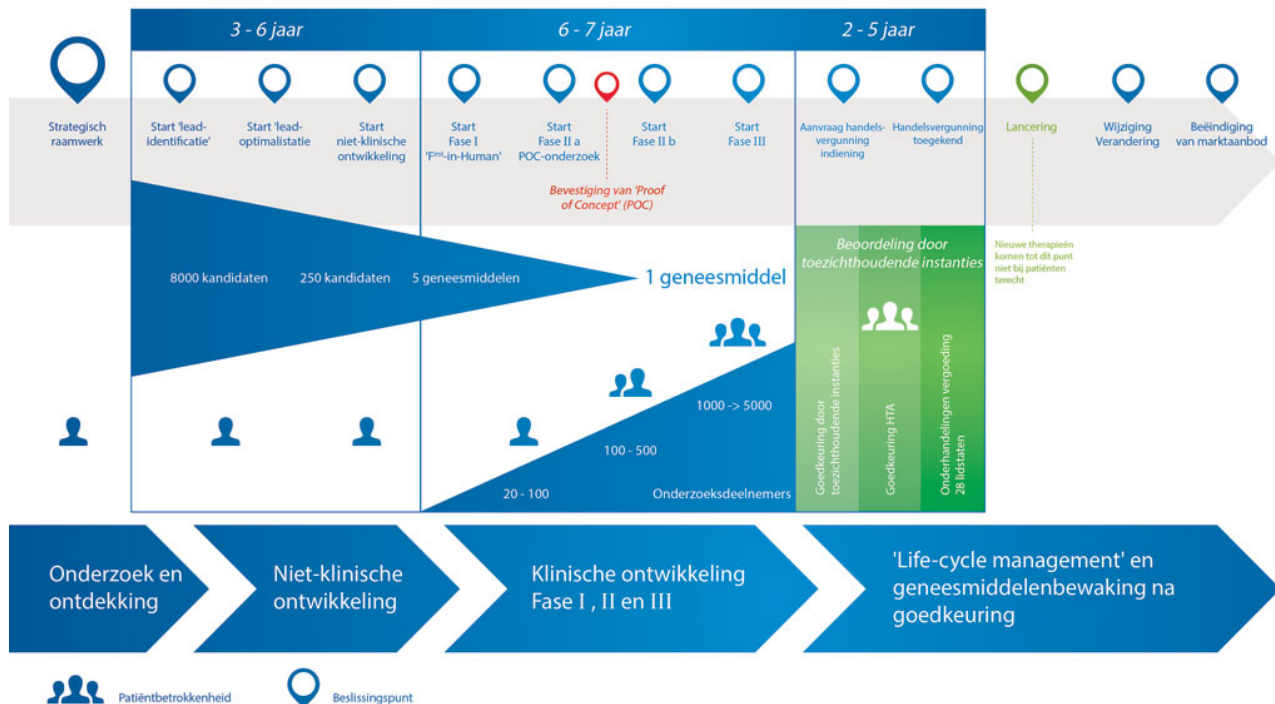 3 - 6 jaar
6 - 7 jaar
2 - 5 jaar
Strategisch
raamwerk
Start 'lead-
identificatie'
Start 'lead-
optimalistatie
Start
niet-klinische
ontwikkeling
Start
Fase I
'First-in-Human'
Start
Fase II a
POC-onderzoek
Start
Fase II b
Start
Fase III
Aanvraag handels-
vergunning
indiening
Handelsvergunning
toegekend
Lancering
Wijziging
Verandering
Beëindiging
van marktaanbod
Bevestiging van 'Proof
of Concept' (POC)
8000 kandidaten
250 kandidaten
5 geneesmiddelen
1 geneesmiddel
Beoordeling door
toezichthoudende instanties
Nieuwe therapieën
komen tot dit punt
niet bij patiënten
terecht
20 - 100
100 - 500
1000 -> 5000
Onderzoeksdeelnemers
Goedkeuring door
toezichthoudende instanties
Goedkeuring HTA
Onderhandelingen vergoeding
28 lidstaten
Onderzoek en
ontdekking
Niet-klinische
ontwikkeling
Klinische ontwikkeling
Fase I , II en III
'Life-cycle management' en
geneesmiddelenbewaking na
goedkeuring
Patiëntbetrokkenheid
Beslissingspunt